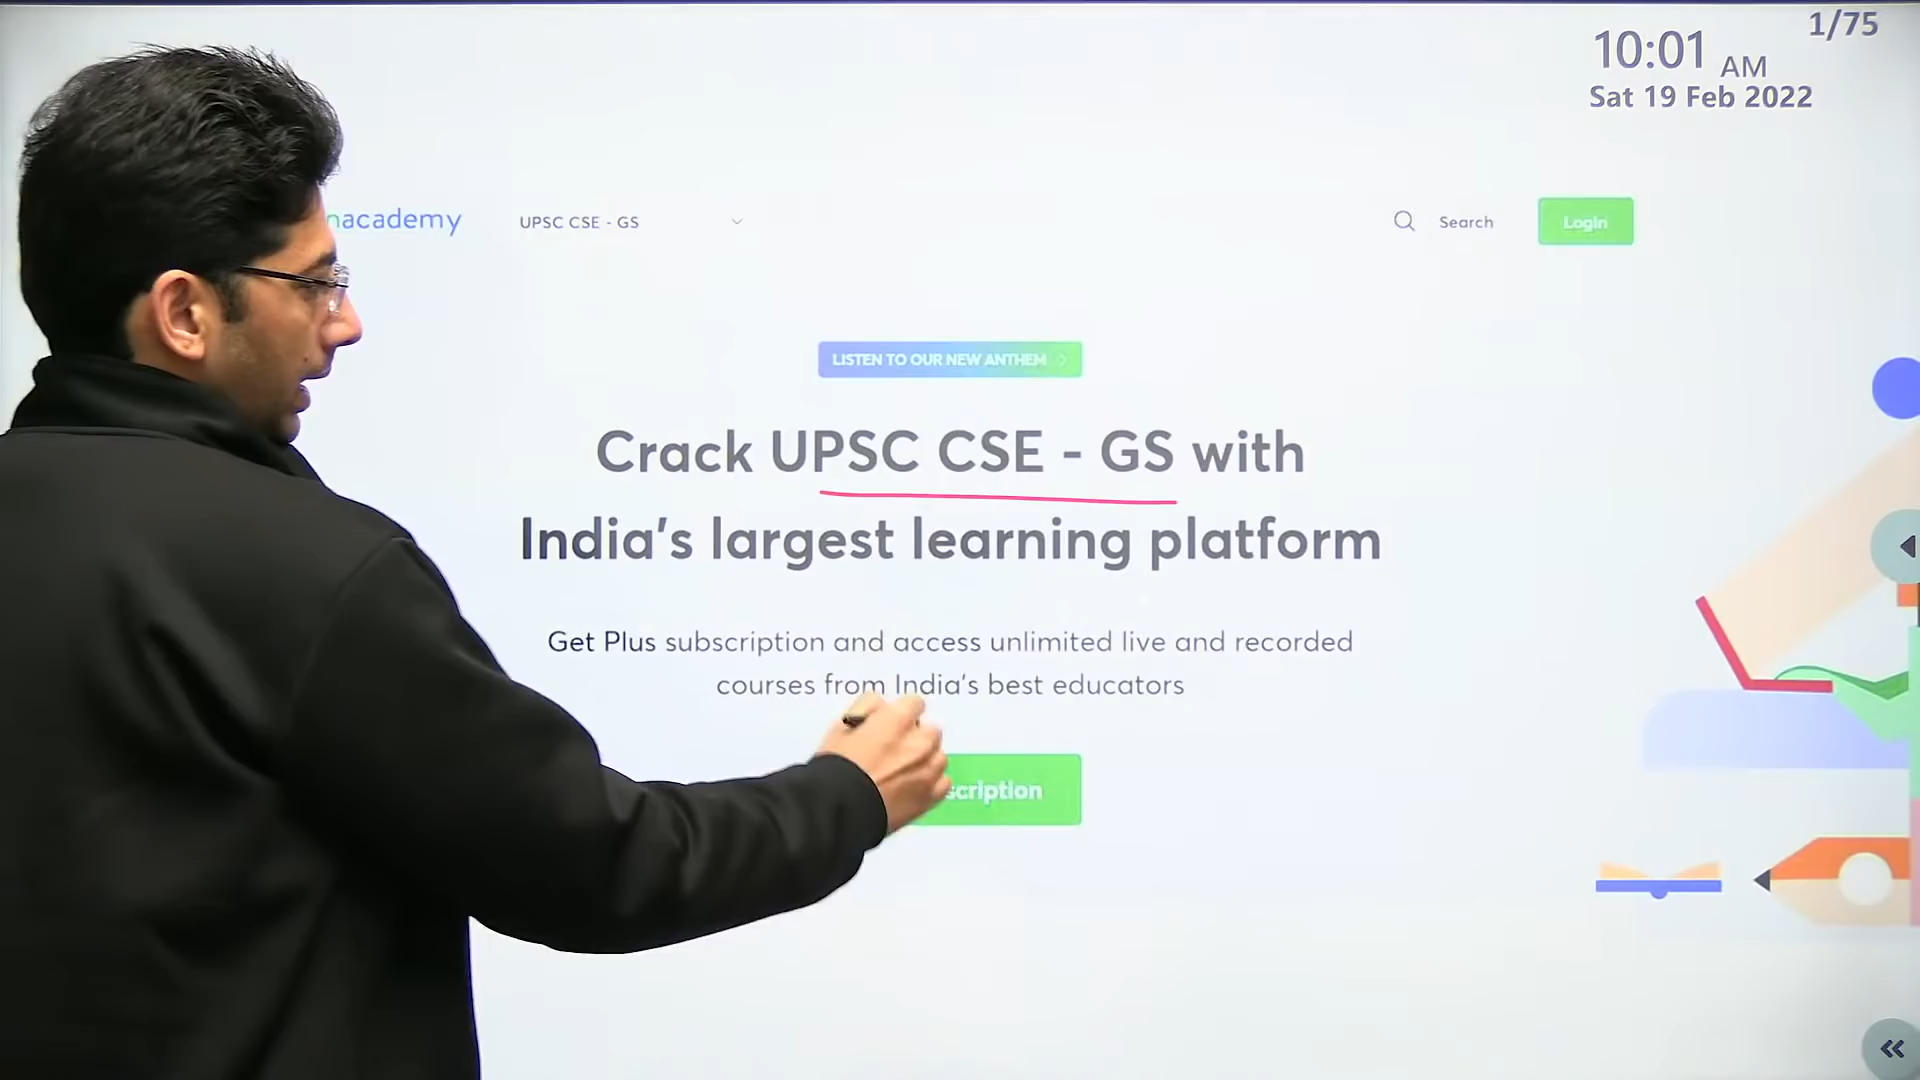 1/75
10:01 AM
Sat 19 Feb 2022
nacademy
UPSC CSE - GS
Search
Login
LISTEN TO OUR NEW ANTHEM
Crack UPSC CSE - GS with
India's largest learning platform
Get Plus subscription and access unlimited live and recorded
courses from India's best educators
scription